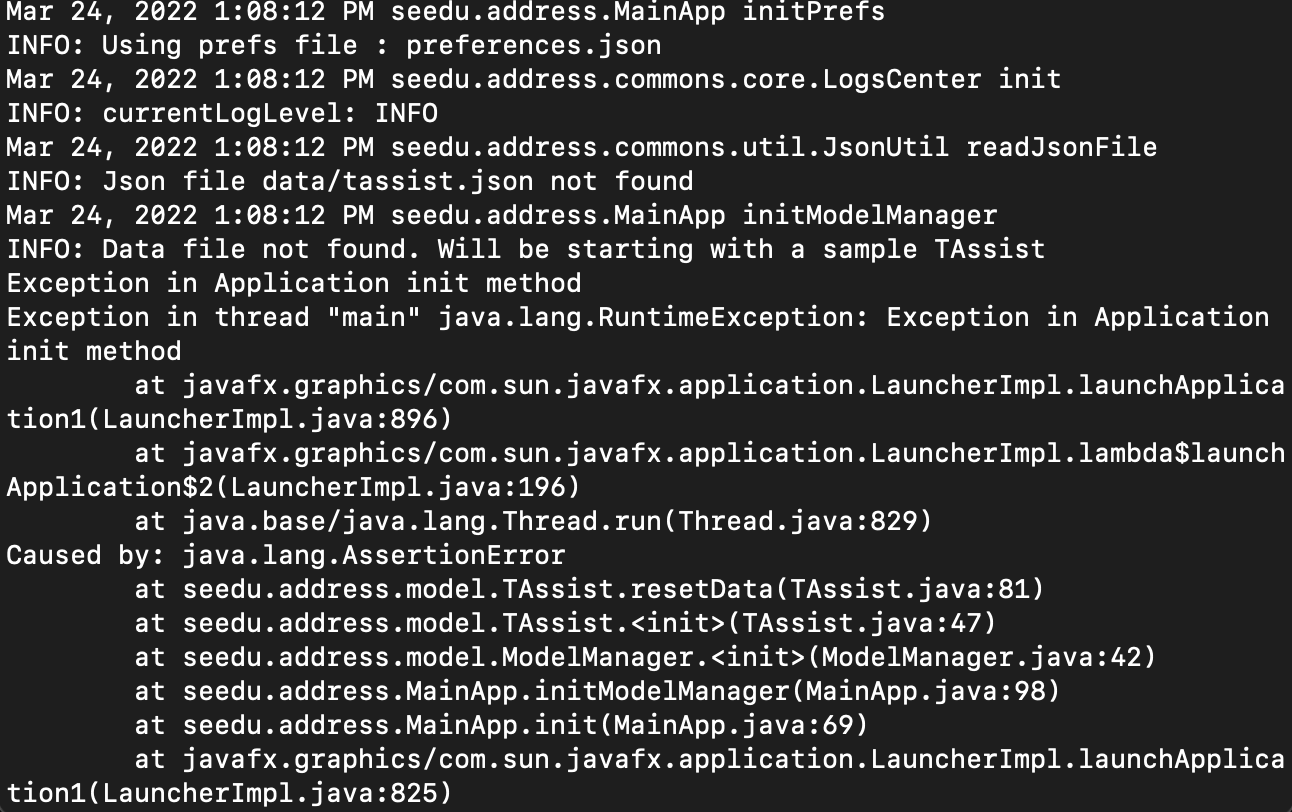 Mar 24, 2022 1:08:12 PM seedu.address.MainApp initPrefs
INFO: Using prefs file : preferences.json
Mar 24, 2022 1:08:12 PM seedu.address.commons.core.LogsCenter init
INFO: currentLogLevel: INFO
Mar 24, 2022 1:08:12 PM seedu.address.commons.util.JsonUtil readJsonFile
INFO: Json file data/tassist.json not found
Mar 24, 2022 1:08:12 PM seedu.address.MainApp initModelManager
INFO: Data file not found. Will be starting with a sample TAssist
Exception in Application init method
Exception in thread "main" java.lang.RuntimeException: Exception in Application
init method
        at javafx.graphics/com.sun.javafx.application.LauncherImpl.launchApplica
tion1(LauncherImpl.java:896)
        at javafx.graphics/com.sun.javafx.application.LauncherImpl.lambda$launch
Application$2(LauncherImpl.java:196)
        at java.base/java.lang.Thread.run(Thread.java:829)
Caused by: java.lang.AssertionError
        at seedu.address.model.TAssist.resetData(TAssist.java:81)
        at seedu.address.model.TAssist.<init>(TAssist.java:47)
        at seedu.address.model.ModelManager.<init>(ModelManager.java:42)
        at seedu.address.MainApp.initModelManager(MainApp.java:98)
        at seedu.address.MainApp.init(MainApp.java:69)
        at javafx.graphics/com.sun.javafx.application.LauncherImpl.launchApplica
tion1(LauncherImpl.java:825)